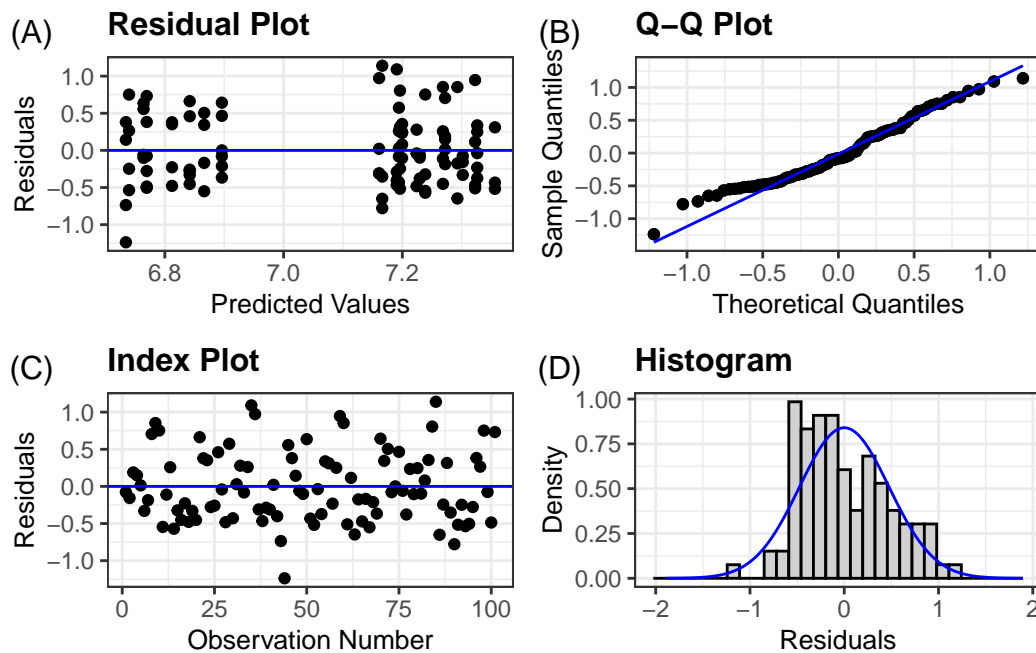 (A) Residual Plot
Residuals
1.0
0.5
0.0
−0.5
−1.0
6.8 7.0 7.2
Predicted Values
(B) Q−Q Plot
Sample Quantiles
1.0
0.5
0.0
−0.5
−1.0
−1.0 −0.5 0.0 0.5 1.0
Theoretical Quantiles
(C) Index Plot
Residuals
1.0
0.5
0.0
−0.5
−1.0
0 25 50 75 100
Observation Number
(D) Histogram
Density
1.00
0.75
0.50
0.25
0.00
−2 −1 0 1 2
Residuals